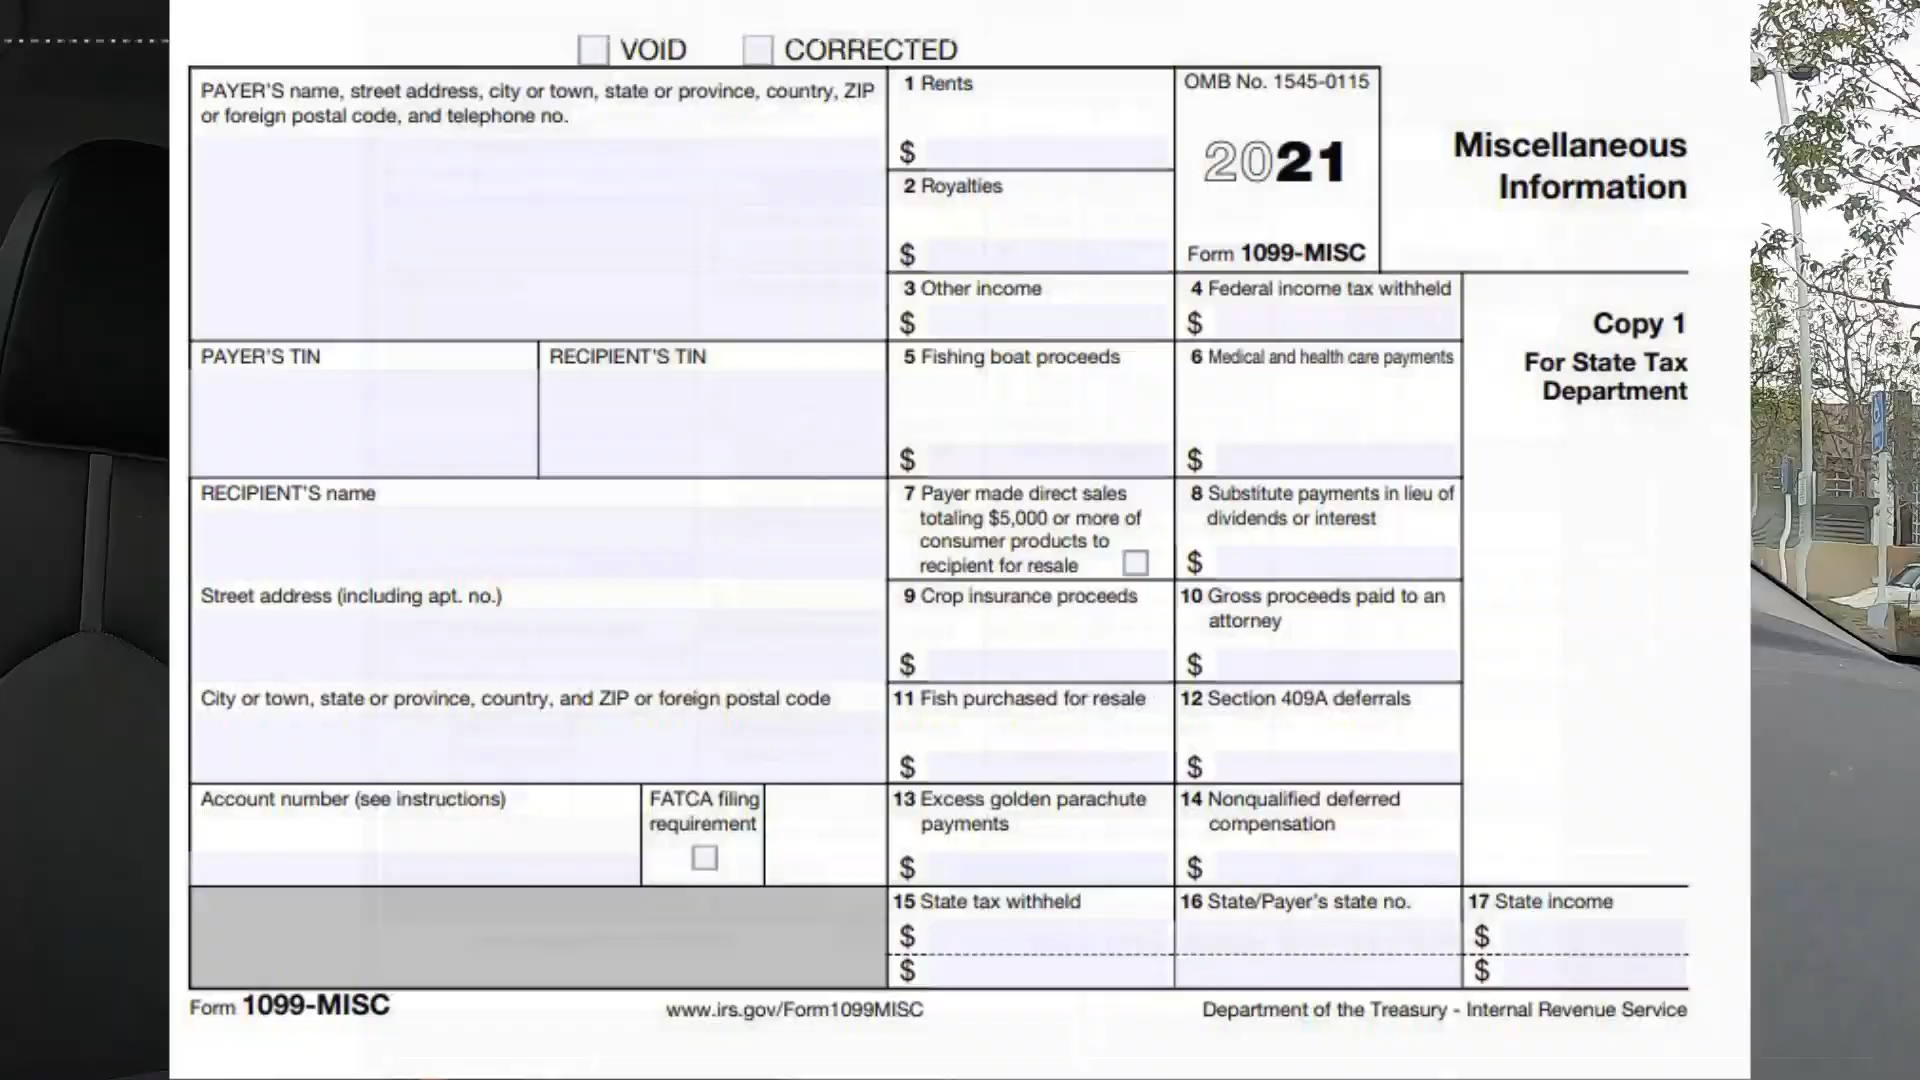 VOID CORRECTED
PAYER'S name, street address, city or town, state or province, country, ZIP
or foreign postal code, and telephone no.
1 Rents
$
2 Royalties
$
OMB No. 1545-0115
2021
Form 1099-MISC
Miscellaneous
Information
3 Other income
$
4 Federal income tax withheld
$
Copy 1
For State Tax
Department
PAYER'S TIN
RECIPIENT'S TIN
5 Fishing boat proceeds
$
6 Medical and health care payments
$
RECIPIENT'S name
7 Payer made direct sales
totaling $5,000 or more of
consumer products to
recipient for resale
8 Substitute payments in lieu of
dividends or interest
$
Street address (including apt. no.)
9 Crop insurance proceeds
$
10 Gross proceeds paid to an
attorney
$
City or town, state or province, country, and ZIP or foreign postal code
11 Fish purchased for resale
$
12 Section 409A deferrals
$
Account number (see instructions)
FATCA filing
requirement
13 Excess golden parachute
payments
$
14 Nonqualified deferred
compensation
$
15 State tax withheld
$
$
16 State/Payer's state no.
17 State income
$
$
Form 1099-MISC
www.irs.gov/Form1099MISC
Department of the Treasury - Internal Revenue Service